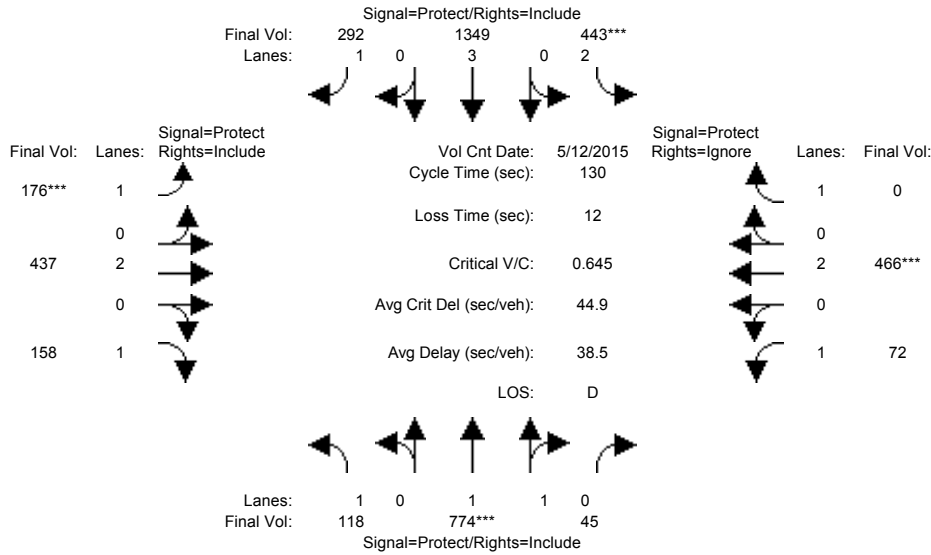 Signal=Protect/Rights=Include
Final Vol: 292 1349 443***
Lanes: 1 0 3 0 2
Signal=Protect Signal=Protect
Final Vol: Lanes: Rights=Include Vol Cnt Date: 5/12/2015 Rights=Ignore Lanes: Final Vol:
Cycle Time (sec): 130
176*** 1 1 0
Loss Time (sec): 12
0 0
437 2 Critical V/C: 0.645 2 466***
0 Avg Crit Del (sec/veh): 44.9 0
158 1 Avg Delay (sec/veh): 38.5 1 72
LOS: D
Lanes: 1 0 1 1 0
Final Vol: 118 774*** 45
Signal=Protect/Rights=Include